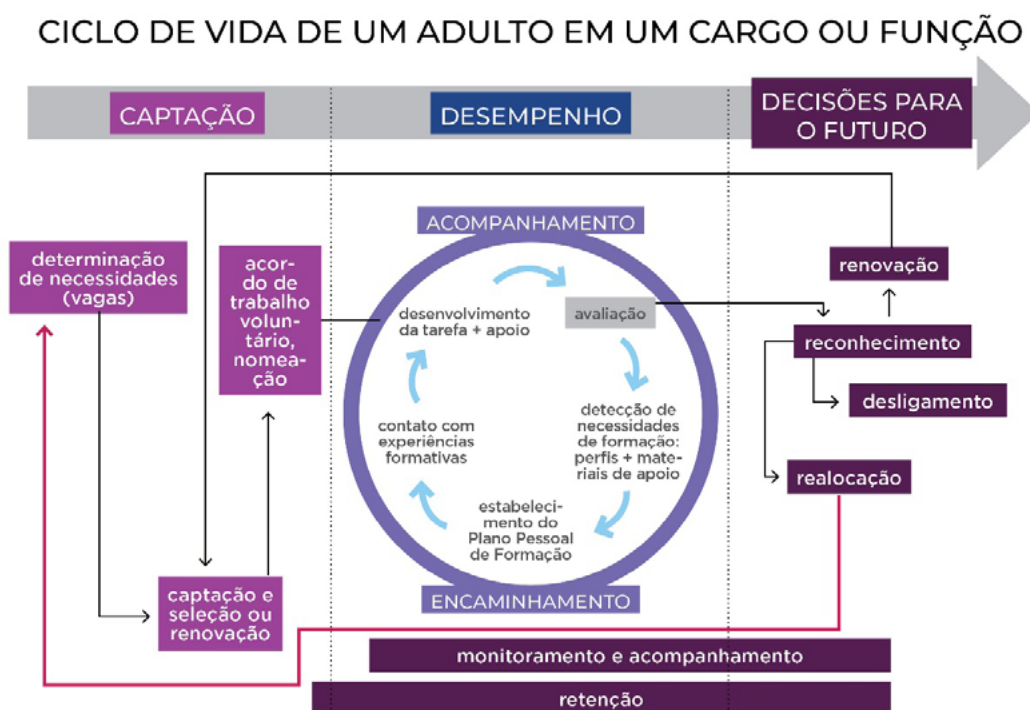 CICLO DE VIDA DE UM ADULTO EM UM CARGO OU FUNÇÃO
CAPTAÇÃO
DESEMPENHO
DECISÕES PARA
O FUTURO
determinação
de necessidades
(vagas)
acor-
do de
trabalho
volun-
tário,
nomea-
ção
captação e
seleção ou
renovação
ACOMPANHAMENTO
desenvolvimento
da tarefa + apoio
avaliação
detecção de
necessidades
de formação:
perfis + mate-
riais de apoio
estabeleci-
mento do
Plano Pessoal
de Formação
contato com
experiências
formativas
ENCAMINHAMENTO
renovação
reconhecimento
desligamento
realocação
monitoramento e acompanhamento
retenção